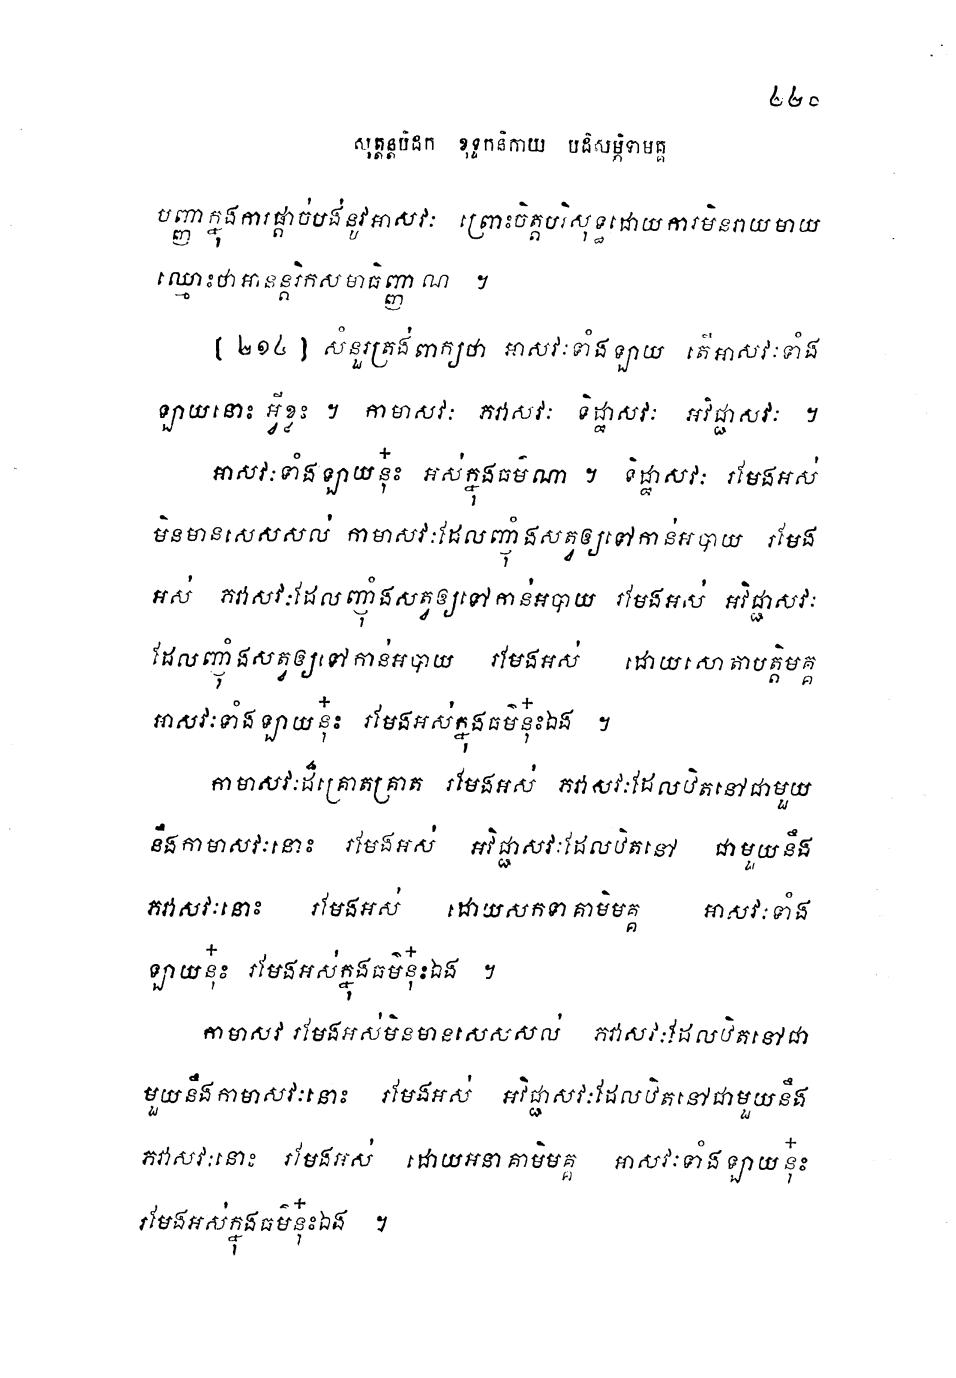 ៤៤០
សុត្តន្តបិដក ខុទ្ទកនិកាយ បដិសម្ភិទាមគ្គ
បញ្ញាក្នុងការផ្តាច់បង់នូវអាសវៈ ព្រោះចិត្តបរិសុទ្ធដោយការមិនរាយមាយ
ឈ្មោះថាអានន្តរិកសមាធិញ្ញាណ ។
[ ២១៤ ] សំនួរត្រង់ពាក្យថា អាសវៈទាំងឡាយ តើអាសវៈទាំង
ឡាយនោះ អ្វីខ្លះ ។ កាមាសវៈ ភវាសវៈ ទិដ្ឋាសវៈ អវិជ្ជាសវៈ ។
អាសវៈទាំងឡាយនុ៎ះ អស់ក្នុងធម៌ណា ។ ទិដ្ឋាសវៈ រមែងអស់
មិនមានសេសសល់ កាមាសវៈដែលញុំាងសត្វឲ្យទៅកាន់អបាយ រមែង
អស់ ភវាសវៈដែលញុំាងសត្វឲ្យទៅកាន់អបាយ រមែងអស់ អវិជ្ជាសវៈ
ដែលញុំាងសត្វឲ្យទៅកាន់អបាយ រមែងអស់ ដោយសោតាបត្តិមគ្គ
អាសវៈទាំងឡាយនុ៎ះ រមែងអស់ក្នុងធម៌នុ៎ះឯង ។
កាមាសវៈដ៏គ្រោតគ្រាត រមែងអស់ ភវាសវៈដែលឋិតនៅជាមួយ
នឹងកាមាសវៈនោះ រមែងអស់ អវិជ្ជាសវៈដែលឋិតនៅ ជាមួយនឹង
ភវាសវៈនោះ រមែងអស់ ដោយសកទាគាមិមគ្គ អាសវៈទាំង
ឡាយនុ៎ះ រមែងអស់ក្នុងធម៌នុ៎ះឯង ។
កាមាសវ រមែងអស់មិនមានសេសសល់ ភវាសវៈដែលឋិតនៅជា
មួយនឹងកាមាសវៈនោះ រមែងអស់ អវិជ្ជាសវៈដែលឋិតនៅជាមួយនឹង
ភវាសវៈនោះ រមែងអស់ ដោយអនាគាមិមគ្គ អាសវៈទាំងឡាយនុ៎ះ
រមែងអស់ក្នុងធម៌នុ៎ះឯង ។